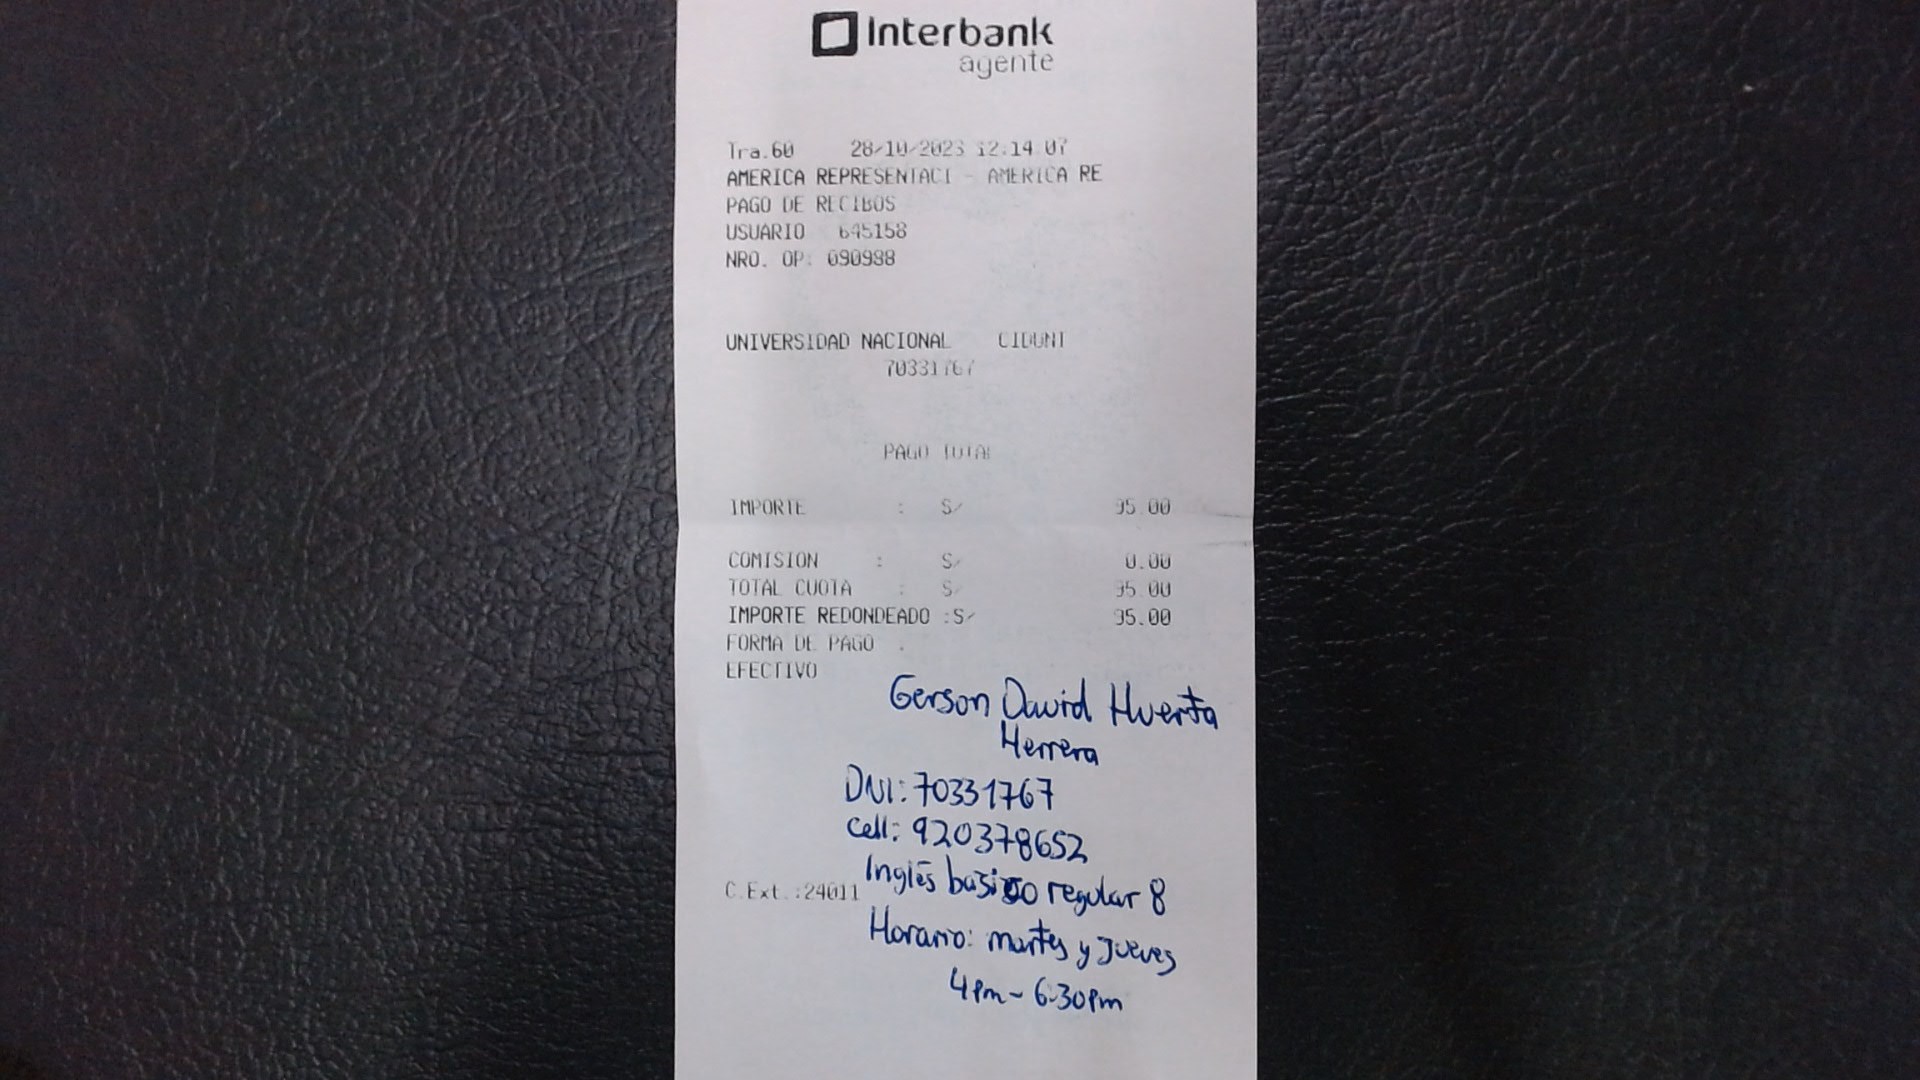 Interbank
agente
Tra.60 28/10/2023 12:14:07
AMERICA REPRESENTACI - AMERICA RE
PAGO DE RECIBOS
USUARIO 645158
NRO. OP: 090988
UNIVERSIDAD NACIONAL CIDUNT
70331767
PAGO TOTAL
IMPORTE : S/ 95.00
COMISION : S/ 0.00
TOTAL CUOTA : S/ 95.00
IMPORTE REDONDEADO :S/ 95.00
FORMA DE PAGO :
EFECTIVO
Gerson David Huerta
Herrera
DNI: 70331767
Cell: 920378652
Inglés basico regular 8
C.Ext.:24011
Horario: martes y jueves
4pm - 6:30pm